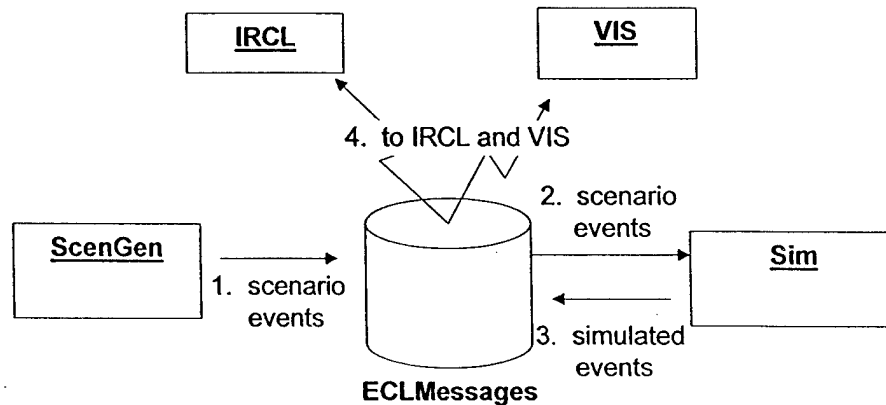 IRCL
VIS
4. to IRCL and VIS
ScenGen
1. scenario
events
2. scenario
events
Sim
3. simulated
events
ECLMessages